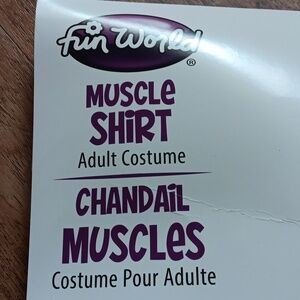 fun World
®
MUSCLE
SHIRT
Adult Costume
CHANDAIL
MUSCLES
Costume Pour Adulte